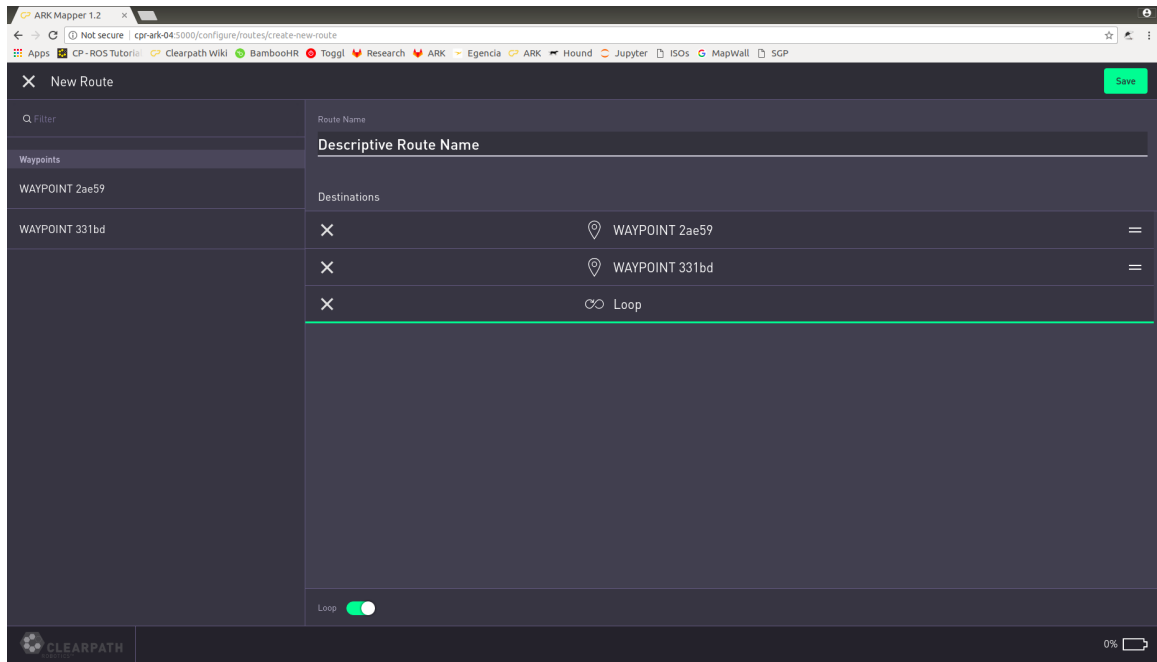 ARK Mapper 1.2
Not secure | cpr-ark-04:5000/configure/routes/create-new-route
Apps CP-ROS Tutorial Clearpath Wiki BambooHR Toggl Research ARK Egencia ARK Hound Jupyter ISOs MapWall SGP
New Route Save
Filter
Route Name
Descriptive Route Name
Waypoints
WAYPOINT 2ae59
Destinations
WAYPOINT 2ae59
WAYPOINT 331bd
WAYPOINT 331bd
Loop
Loop
CLEARPATH
0%